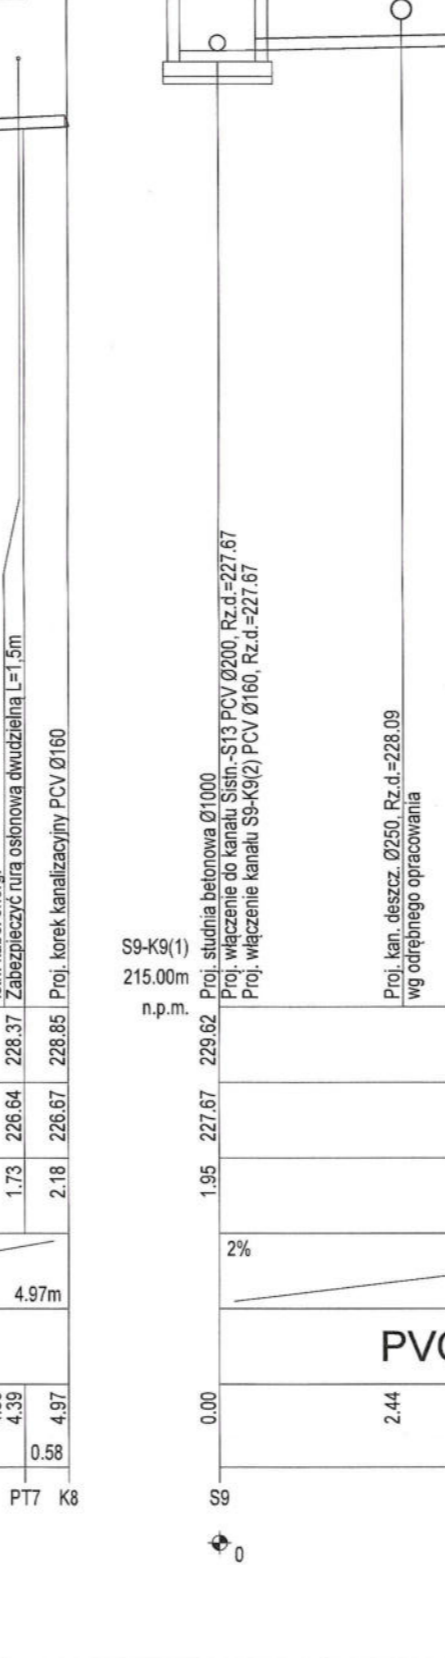 Zabezpieczyć rurą osłonową dwudzielną L=1,5m
Proj. korek kanalizacyjny PCV Ø160
228.37
228.85
226.64
226.67
1.73
2.18
4.97m
4.39
4.97
0.58
PT7
K8
S9-K9(1)
215.00m
n.p.m.
Proj. studnia betonowa Ø1000
Proj. włączenie do kanału Sistn.-S13 PCV Ø200, Rz.d.=227.67
Proj. włączenie kanału S9-K9(2) PCV Ø160, Rz.d.=227.67
Proj. kan. deszcz. Ø250, Rz.d.=228.09
wg odrębnego opracowania
229.62
227.67
1.95
2%
0.00
2.44
S9
0